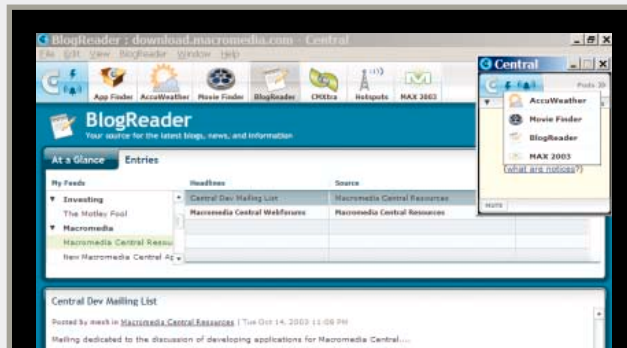 BlogReader : download.macromedia.com - Central
File Edit View BlogReader Window Help
App Finder AccuWeather Movie Finder BlogReader CMXtra Hotspots MAX 2003
BlogReader
Your source for the latest blogs, news, and information
At a Glance Entries
My Feeds Headlines Source
Investing
The Motley Fool
Macromedia
Macromedia Central Resou
New Macromedia Central Ap
Central Dev Mailing List Macromedia Central Resources
Macromedia Central Webforums Macromedia Central Resources
Central
Pods
AccuWeather
Movie Finder
BlogReader
MAX 2003
(what are notices?)
MUTE
Central Dev Mailing List
Posted by mesh in Macromedia Central Resources | Tue Oct 14, 2003 11:08 PM
Mailing dedicated to the discussion of developing applications for Macromedia Central....